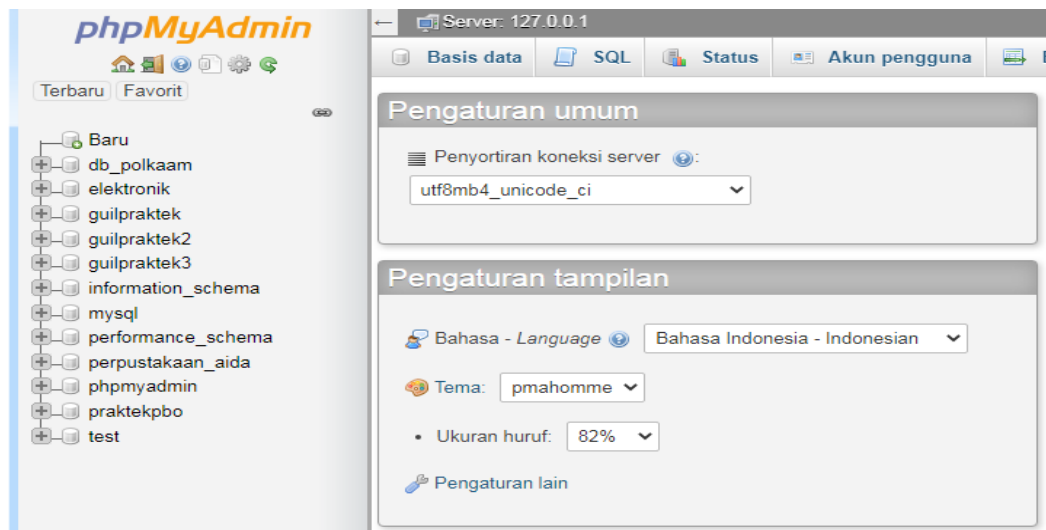 phpMyAdmin
Terbaru Favorit
Baru
db_polkaam
elektronik
guilpraktek
guilpraktek2
guilpraktek3
information_schema
mysql
performance_schema
perpustakaan_aida
phpmyadmin
praktekpbo
test
← Server: 127.0.0.1
Basis data SQL Status Akun pengguna
Pengaturan umum
Penyortiran koneksi server :
utf8mb4_unicode_ci
Pengaturan tampilan
Bahasa - Language Bahasa Indonesia - Indonesian
Tema: pmahomme
• Ukuran huruf: 82%
Pengaturan lain